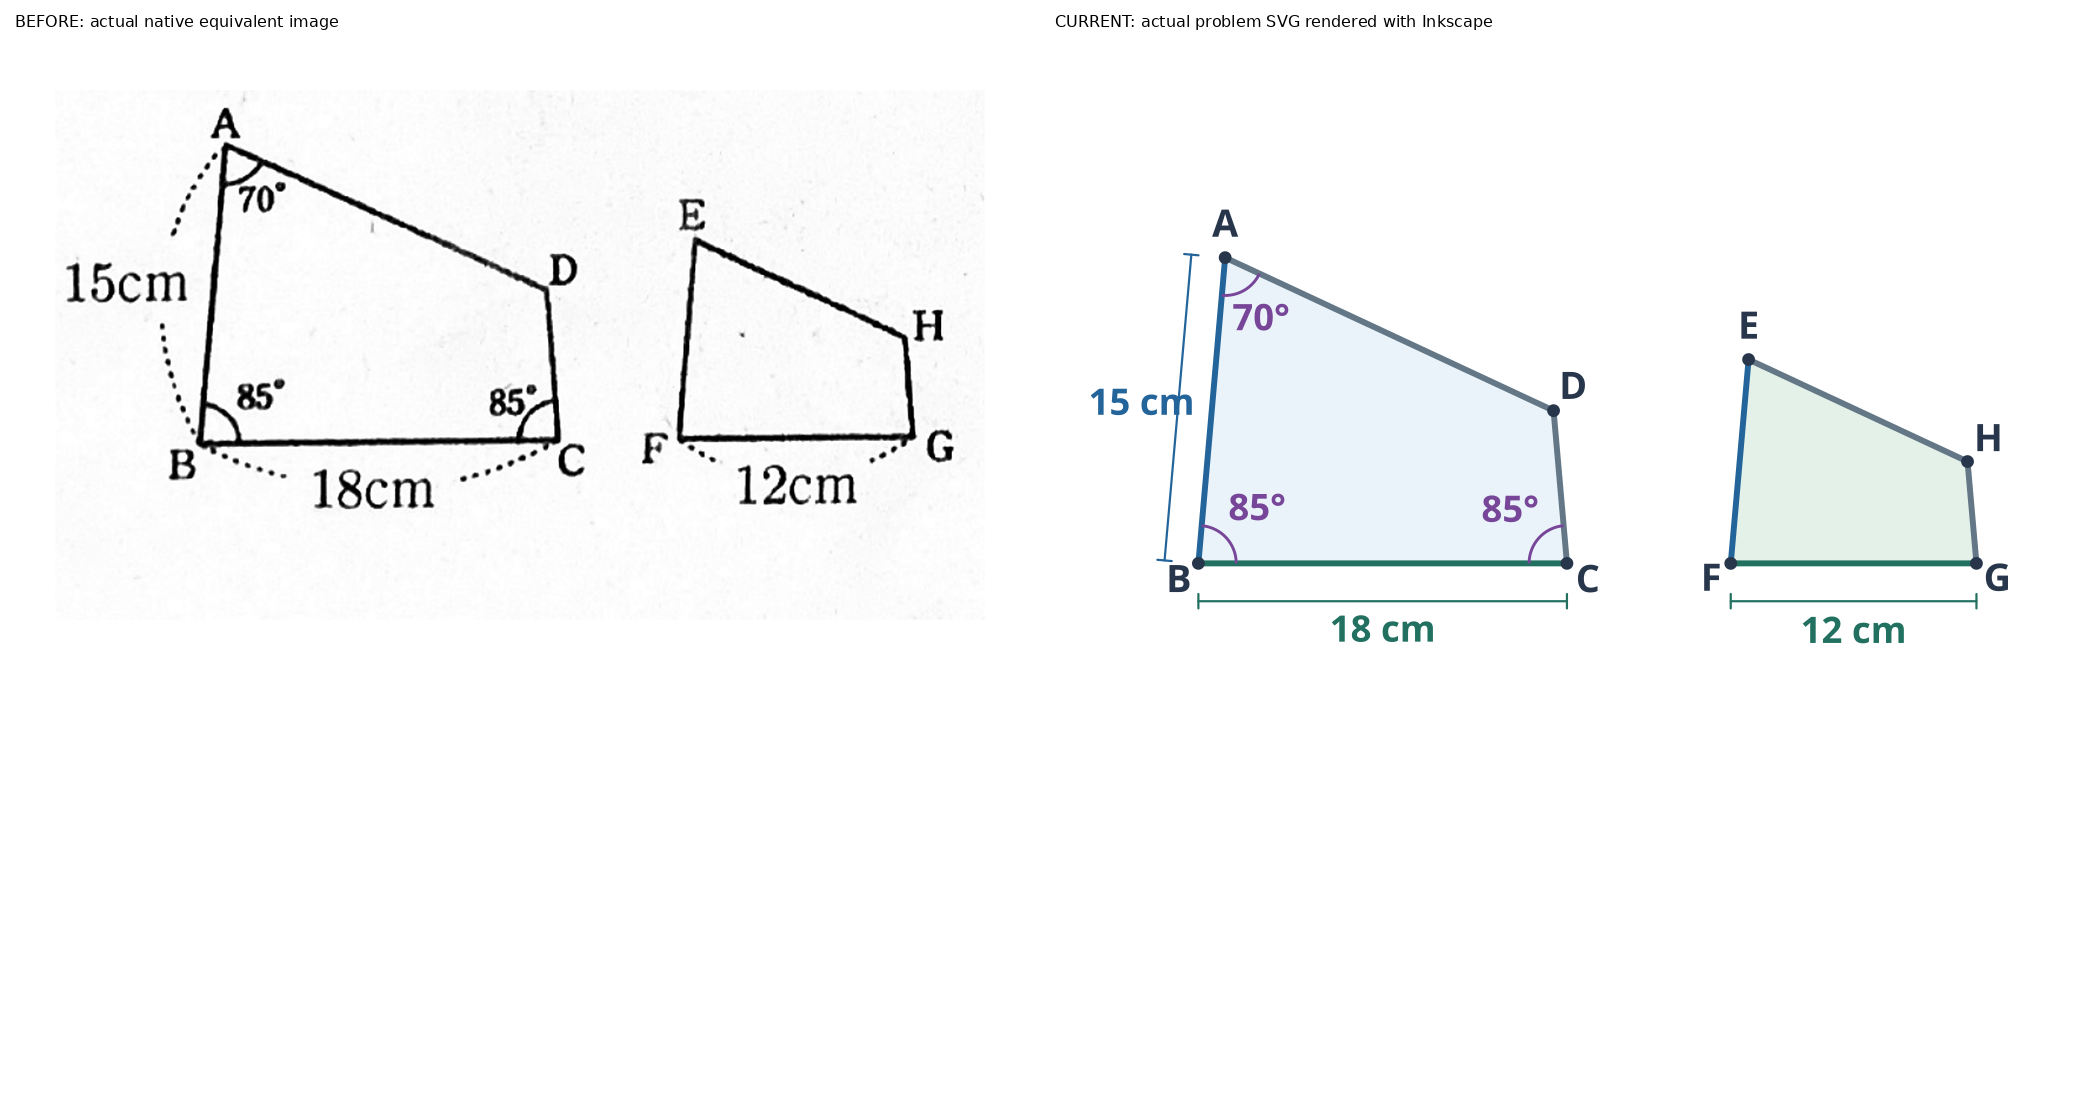 BEFORE: actual native equivalent image
A
70°
D
15cm
85°
85°
B
C
18cm
E
H
F
G
12cm
CURRENT: actual problem SVG rendered with Inkscape
A
70°
D
15 cm
85°
85°
B
C
18 cm
E
H
F
G
12 cm